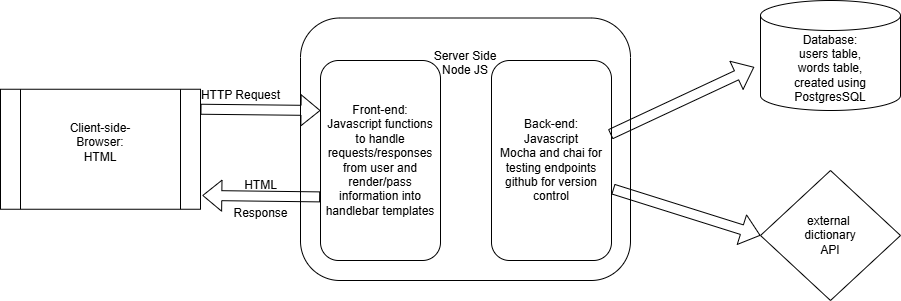 Server Side
Node JS
HTTP Request
Client-side-
Browser:
HTML
HTML
Response
Front-end:
Javascript functions
to handle
requests/responses
from user and
render/pass
information into
handlebar templates
Back-end:
Javascript
Mocha and chai for
testing endpoints
github for version
control
Database:
users table,
words table,
created using
PostgresSQL
external
dictionary
API